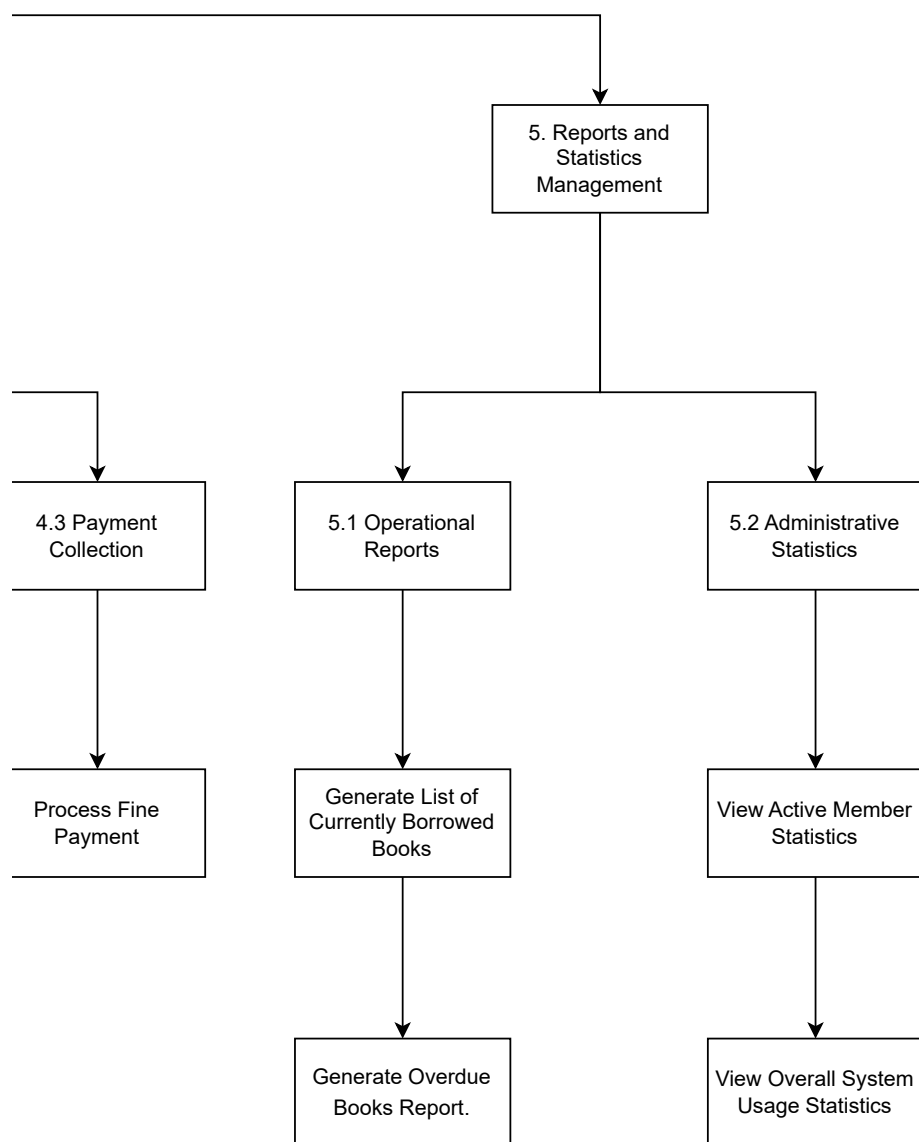 5. Reports and
Statistics
Management
4.3 Payment
Collection
5.1 Operational
Reports
5.2 Administrative
Statistics
Process Fine
Payment
Generate List of
Currently Borrowed
Books
View Active Member
Statistics
Generate Overdue
Books Report.
View Overall System
Usage Statistics